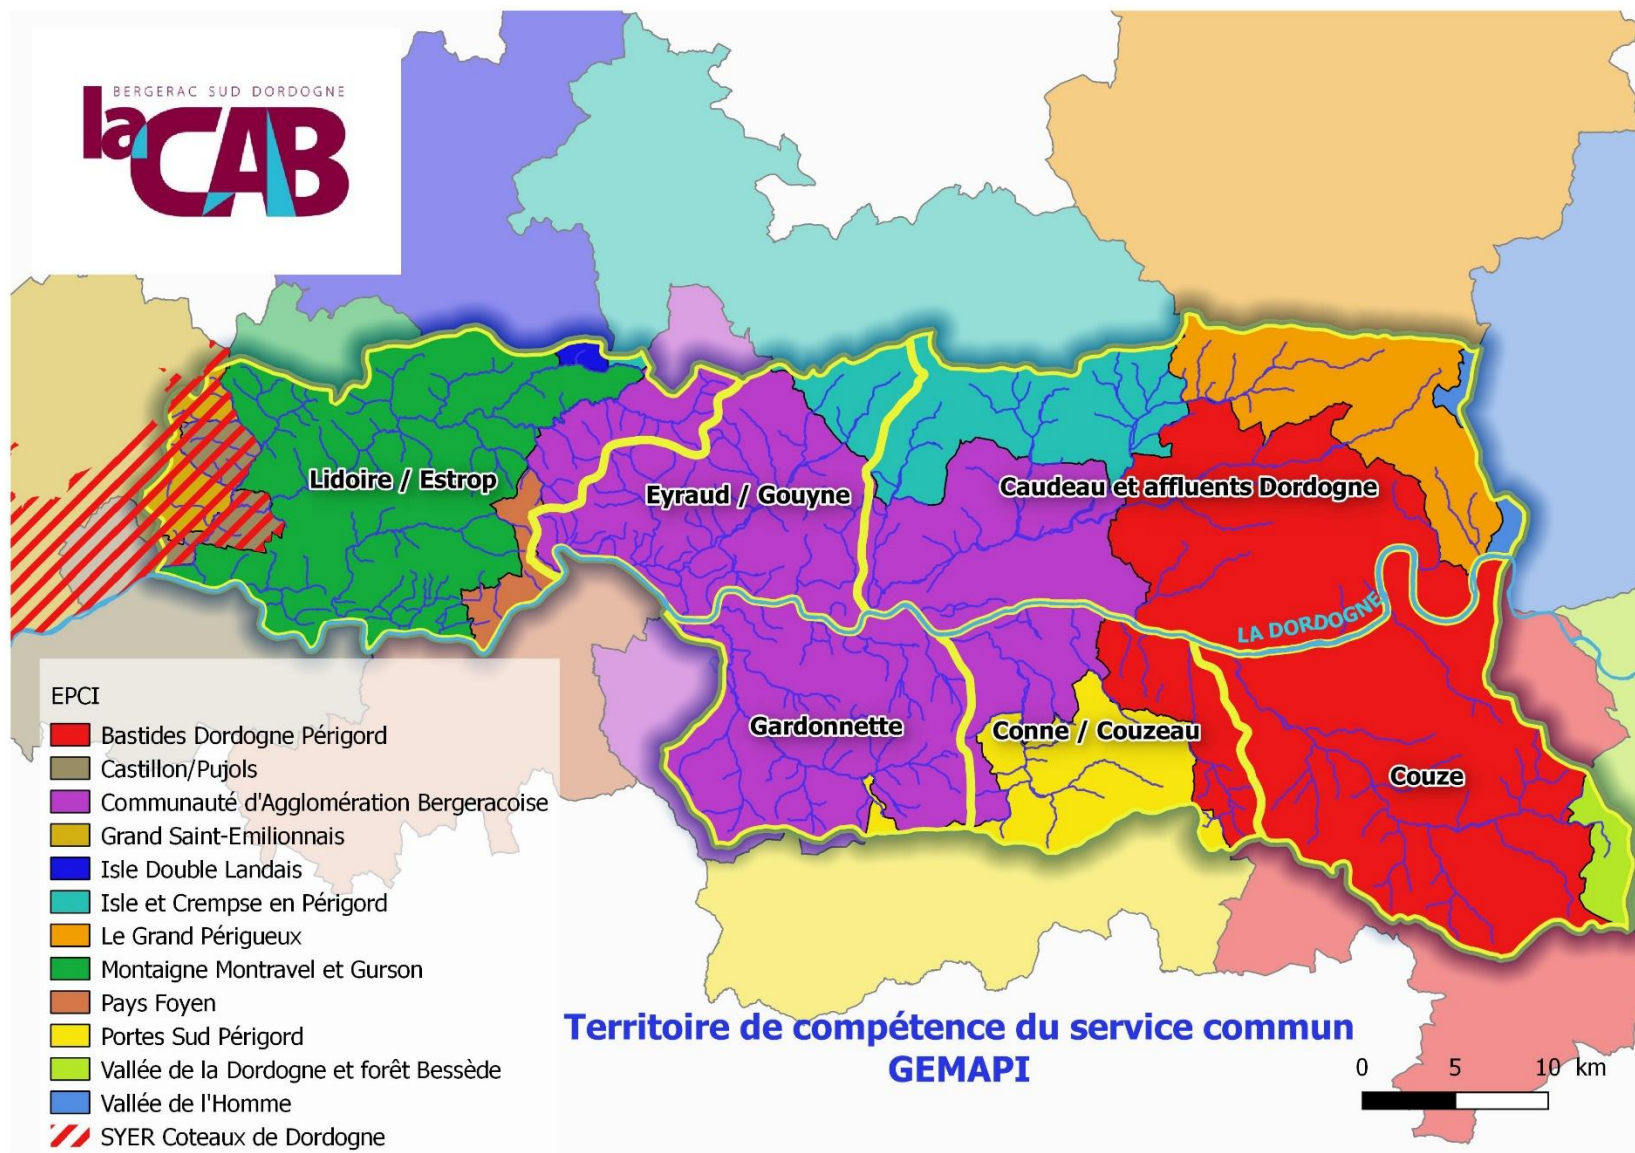 BERGERAC SUD DORDOGNE
la CAB
Lidoire / Estrop
Eyraud / Gouyne
Caudeau et affluents Dordogne
LA DORDOGNE
Gardonnette
Conne / Couzeau
Couze
EPCI
Bastides Dordogne Périgord
Castillon/Pujols
Communauté d'Agglomération Bergeracoise
Grand Saint-Emilionnais
Isle Double Landais
Isle et Crempse en Périgord
Le Grand Périgueux
Montaigne Montravel et Gurson
Pays Foyen
Portes Sud Périgord
Vallée de la Dordogne et forêt Bessède
Vallée de l'Homme
SYER Coteaux de Dordogne
Territoire de compétence du service commun
GEMAPI
0 5 10 km